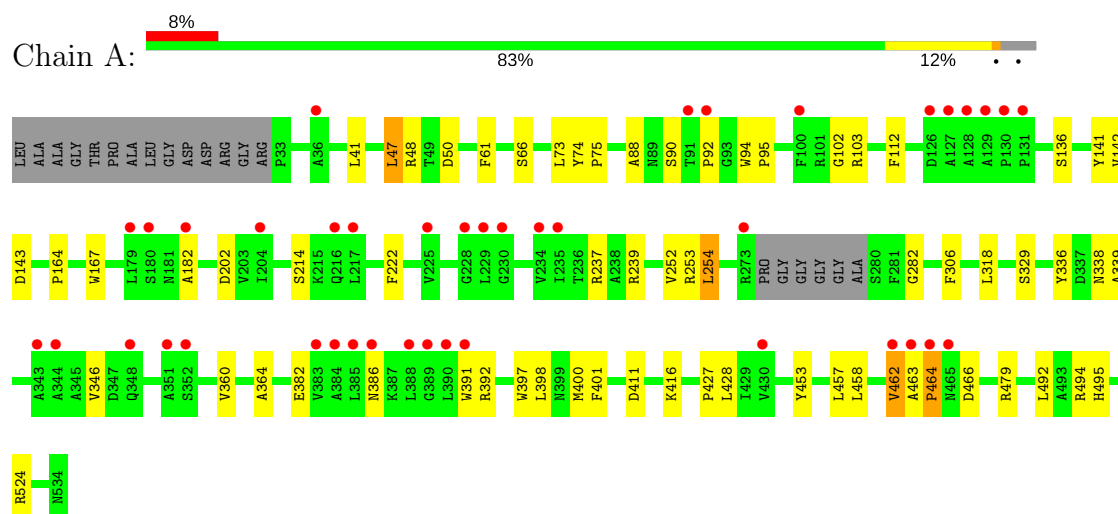 8%
Chain A:
83% 12% • •
LEU ALA ALA GLY THR PRO ALA LEU GLY ASP ASP ARG GLY ARG P33 A36 L41 L47 R48 T49 D50 F61 S66 L73 Y74 P75 A88 N89 S90 T91 P92 G93 W94 P95 F100 R101 G102 R103 F112 D126 A127 A128 A129 P130 P131 S136 Y141
D143 P164 W167 L179 S180 N181 A182 D202 V203 I204 S214 K215 Q216 L217 F222 V225 G228 L229 G230 V234 I235 T236 R237 A238 R239 V252 R253 L254 R273 PRO GLY GLY GLY GLY ALA S280 F281 G282 F306 L318 S329 Y336 D337 N338 A339
A343 A344 A345 V346 D347 Q348 A351 S352 V360 A364 E382 V383 A384 L385 N386 K387 L388 G389 L390 W391 R392 W397 L398 N399 M400 F401 D411 K416 P427 L428 I429 V430 Y453 L457 L458 V462 A463 P464 N465 D466 R479 L492 A493 R494 H495
R524 N534